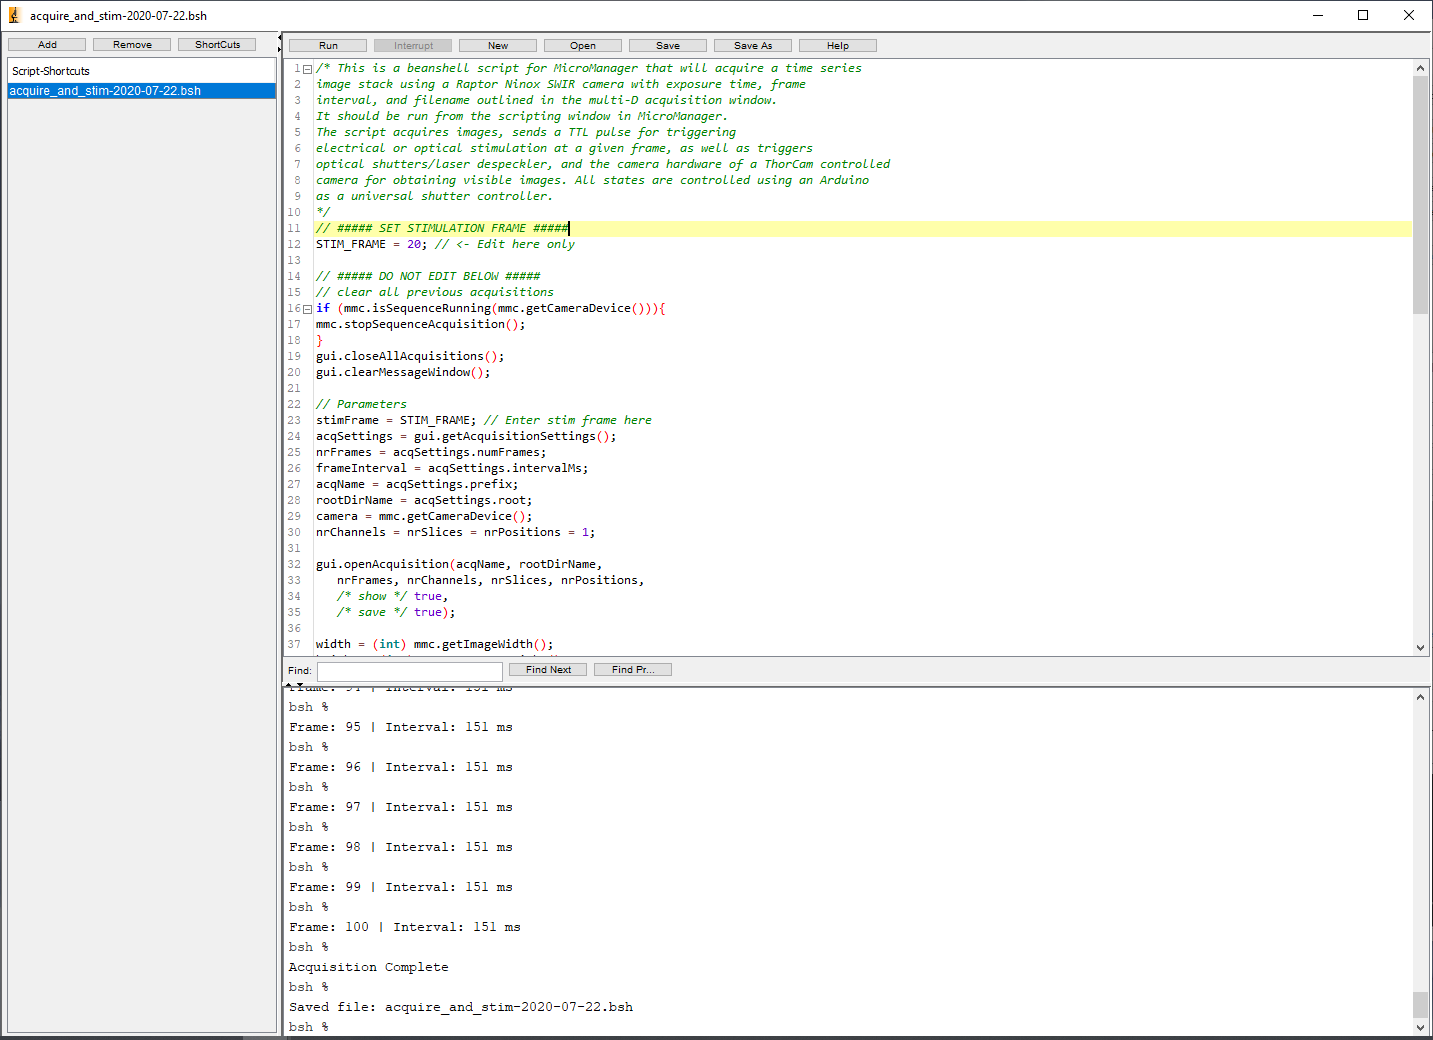 acquire_and_stim-2020-07-22.bsh
Add Remove ShortCuts
Script-Shortcuts
acquire_and_stim-2020-07-22.bsh
Run Interrupt New Open Save Save As Help
1 /* This is a beanshell script for MicroManager that will acquire a time series
2 image stack using a Raptor Ninox SWIR camera with exposure time, frame
3 interval, and filename outlined in the multi-D acquisition window.
4 It should be run from the scripting window in MicroManager.
5 The script acquires images, sends a TTL pulse for triggering
6 electrical or optical stimulation at a given frame, as well as triggers
7 optical shutters/laser despeckler, and the camera hardware of a ThorCam controlled
8 camera for obtaining visible images. All states are controlled using an Arduino
9 as a universal shutter controller.
10 */
11 // ##### SET STIMULATION FRAME #####
12 STIM_FRAME = 20; // <- Edit here only
13
14 // ##### DO NOT EDIT BELOW #####
15 // clear all previous acquisitions
16 if (mmc.isSequenceRunning(mmc.getCameraDevice())){
17 mmc.stopSequenceAcquisition();
18 }
19 gui.closeAllAcquisitions();
20 gui.clearMessageWindow();
21
22 // Parameters
23 stimFrame = STIM_FRAME; // Enter stim frame here
24 acqSettings = gui.getAcquisitionSettings();
25 nrFrames = acqSettings.numFrames;
26 frameInterval = acqSettings.intervalMs;
27 acqName = acqSettings.prefix;
28 rootDirName = acqSettings.root;
29 camera = mmc.getCameraDevice();
30 nrChannels = nrSlices = nrPositions = 1;
31
32 gui.openAcquisition(acqName, rootDirName,
33 nrFrames, nrChannels, nrSlices, nrPositions,
34 /* show */ true,
35 /* save */ true);
36
37 width = (int) mmc.getImageWidth();
Find: Find Next Find Pr...
bsh %
Frame: 95 | Interval: 151 ms
bsh %
Frame: 96 | Interval: 151 ms
bsh %
Frame: 97 | Interval: 151 ms
bsh %
Frame: 98 | Interval: 151 ms
bsh %
Frame: 99 | Interval: 151 ms
bsh %
Frame: 100 | Interval: 151 ms
bsh %
Acquisition Complete
bsh %
Saved file: acquire_and_stim-2020-07-22.bsh
bsh %